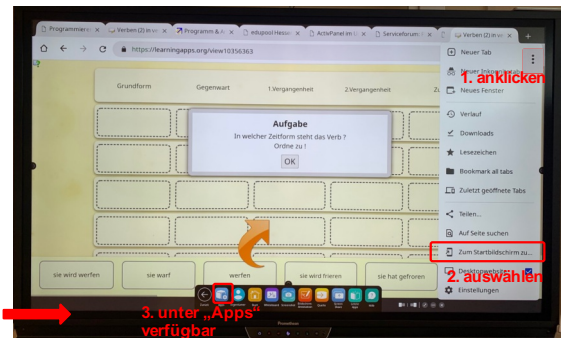 Programmiere
Verben (2) in ve
Programm & A
edupool Hessen
ActivPanel im U
Serviceforum:
Verben (2) in ve
https://learningapps.org/view10356363
Neuer Tab
1. anklicken
Neues Fenster
Verlauf
Downloads
Lesezeichen
Bookmark all tabs
Zuletzt geöffnete Tabs
Teilen...
Auf Seite suchen
Zum Startbildschirm zu...
Desktopwebsite
2. auswählen
Einstellungen
Grundform
Gegenwart
1.Vergangenheit
2.Vergangenheit
Aufgabe
In welcher Zeitform steht das Verb ?
Ordne zu !
OK
sie wird werfen
sie warf
werfen
sie wird frieren
sie hat gefroren
3. unter „Apps"
verfügbar
Promethean